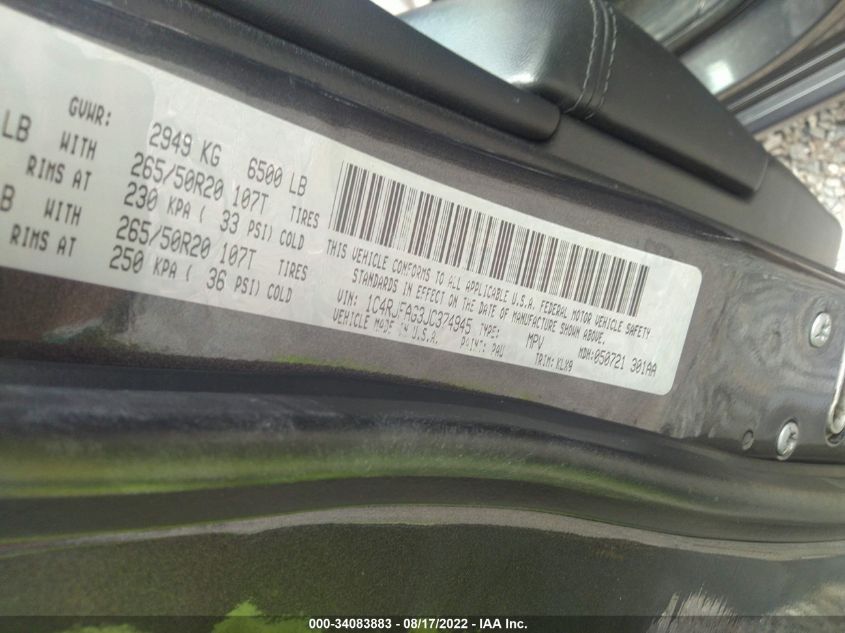 GVWR: 2949 KG 6500 LB
LB WITH 265/50R20 107T TIRES
RIMS AT 230 KPA ( 33 PSI) COLD
B WITH 265/50R20 107T TIRES
RIMS AT 250 KPA ( 36 PSI) COLD
THIS VEHICLE CONFORMS TO ALL APPLICABLE U.S.A. FEDERAL MOTOR VEHICLE SAFETY
STANDARDS IN EFFECT ON THE DATE OF MANUFACTURE SHOWN ABOVE.
VIN: 1C4RJFAG3JC374945 TYPE: MPV MDH:050721 301AA
VEHICLE MADE IN U.S.A. PAINT: PAU TRIM: KLX9
000-34083883 / 08/17/2022 - IAA Inc.